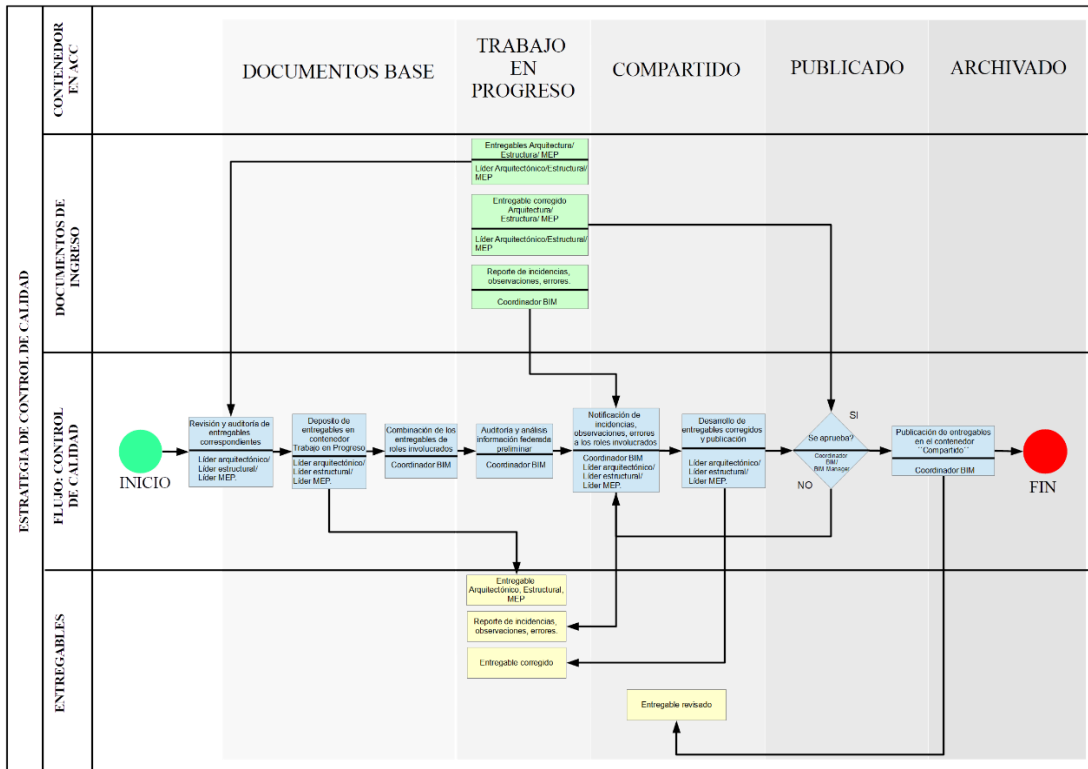 ESTRATEGIA DE CONTROL DE CALIDAD
CONTENEDOR
EN ACC
DOCUMENTOS BASE
TRABAJO
EN
PROGRESO
COMPARTIDO
PUBLICADO
ARCHIVADO
DOCUMENTOS DE
INGRESO
Entregables Arquitectura/
Estructura/ MEP
Líder Arquitectónico/Estructural/
MEP
Entregable corregido
Arquitectura/
Estructura/ MEP
Líder Arquitectónico/Estructural/
MEP
Reporte de incidencias,
observaciones, errores.
Coordinador BIM
FLUJO: CONTROL
DE CALIDAD
INICIO
Revisión y auditoría de
entregables
correspondientes
Líder arquitectónico/
Líder estructural/
Líder MEP.
Deposito de
entregables en
contenedor
Trabajo en Progreso
Líder arquitectónico/
Líder estructural/
Líder MEP.
Combinación de los
entregables de
roles involucrados
Coordinador BIM
Auditoria y análisis
información federada
preliminar
Coordinador BIM
Notificación de
incidencias,
observaciones, errores
a los roles involucrados
Coordinador BIM
Líder arquitectónico/
Líder estructural/
Líder MEP.
Desarrollo de
entregables corregidos
y publicación
Líder arquitectónico/
Líder estructural/
Líder MEP.
SI
Se aprueba?
Coordinador
BIM/
BIM Manager
NO
Publicación de entregables
en el contenedor
``Compartido``
Coordinador BIM
FIN
ENTREGABLES
Entregable
Arquitectónico, Estructural,
MEP
Reporte de incidencias,
observaciones, errores.
Entregable corregido
Entregable revisado